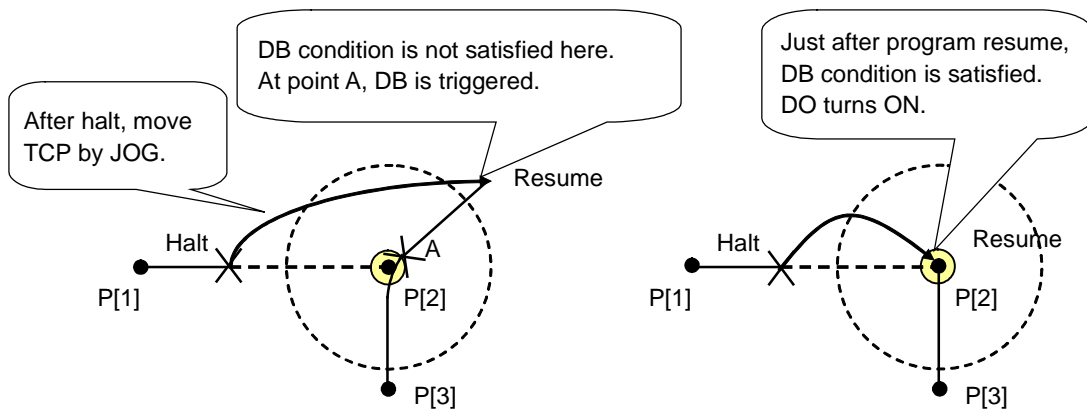 DB condition is not satisfied here.
At point A, DB is triggered.
After halt, move
TCP by JOG.
Resume
Halt
A
P[1]
P[2]
P[3]
Just after program resume,
DB condition is satisfied.
DO turns ON.
Halt
Resume
P[1]
P[2]
P[3]